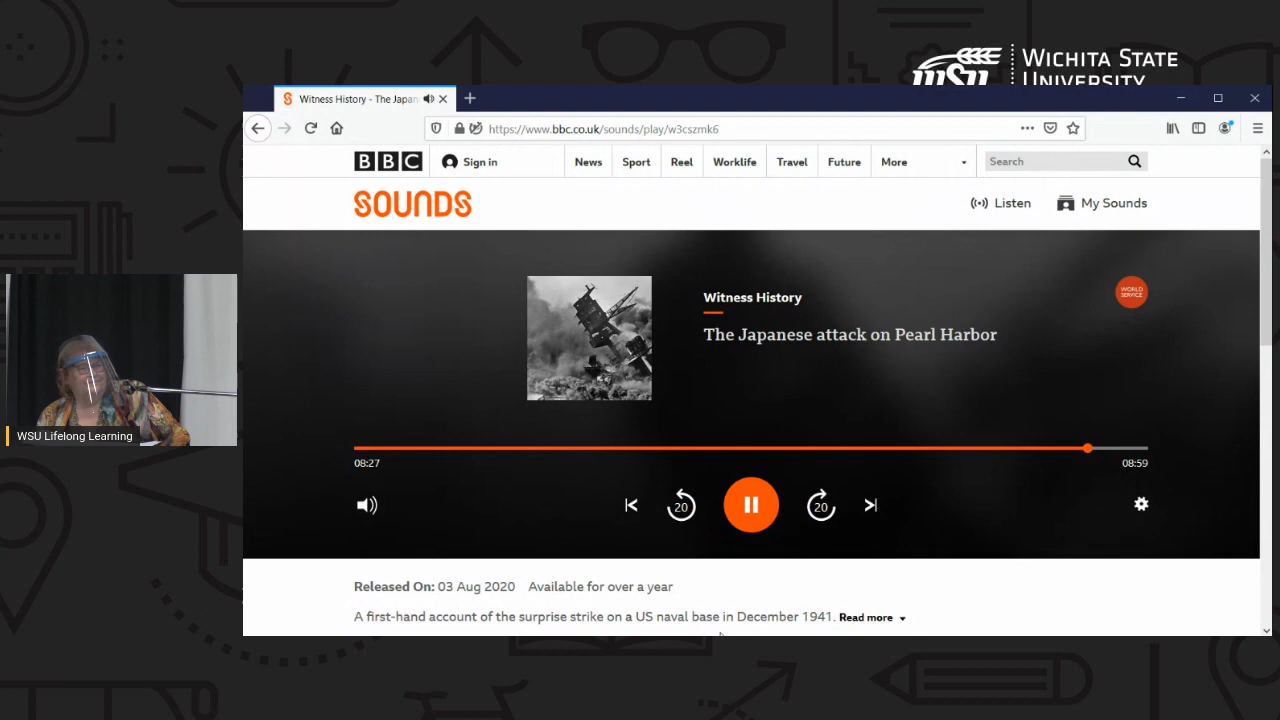 WSU
WICHITA STATE
UNIVERSITY
Witness History - The Japan
https://www.bbc.co.uk/sounds/play/w3cszmk6
BBC
Sign in
News
Sport
Reel
Worklife
Travel
Future
More
Search
SOUNDS
Listen
My Sounds
Witness History
WORLD
SERVICE
The Japanese attack on Pearl Harbor
WSU Lifelong Learning
08:27
08:59
20
20
Released On: 03 Aug 2020 Available for over a year
A first-hand account of the surprise strike on a US naval base in December 1941. Read more